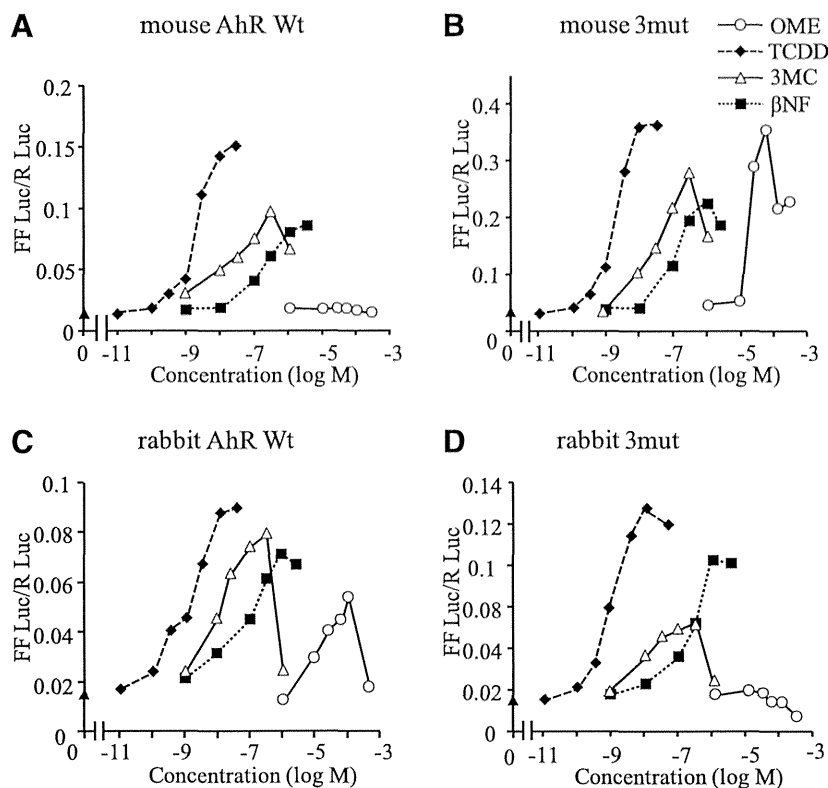 A
mouse AhR Wt
FF Luc/R Luc
0.2
0.15
0.1
0.05
0
0 -11 -9 -7 -5 -3
Concentration (log M)
B
mouse 3mut
OME
TCDD
3MC
βNF
FF Luc/R Luc
0.4
0.3
0.2
0.1
0
0 -11 -9 -7 -5 -3
Concentration (log M)
C
rabbit AhR Wt
FF Luc/R Luc
0.1
0.08
0.06
0.04
0.02
0
0 -11 -9 -7 -5 -3
Concentration (log M)
D
rabbit 3mut
FF Luc/R Luc
0.14
0.12
0.1
0.08
0.04
0.02
0
0 -11 -9 -7 -5 -3
Concentration (log M)